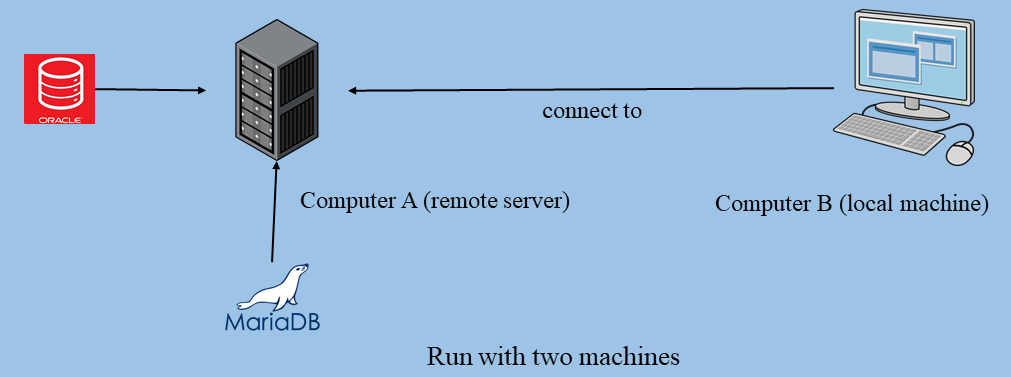 ORACLE
connect to
Computer A (remote server)
Computer B (local machine)
MariaDB
Run with two machines